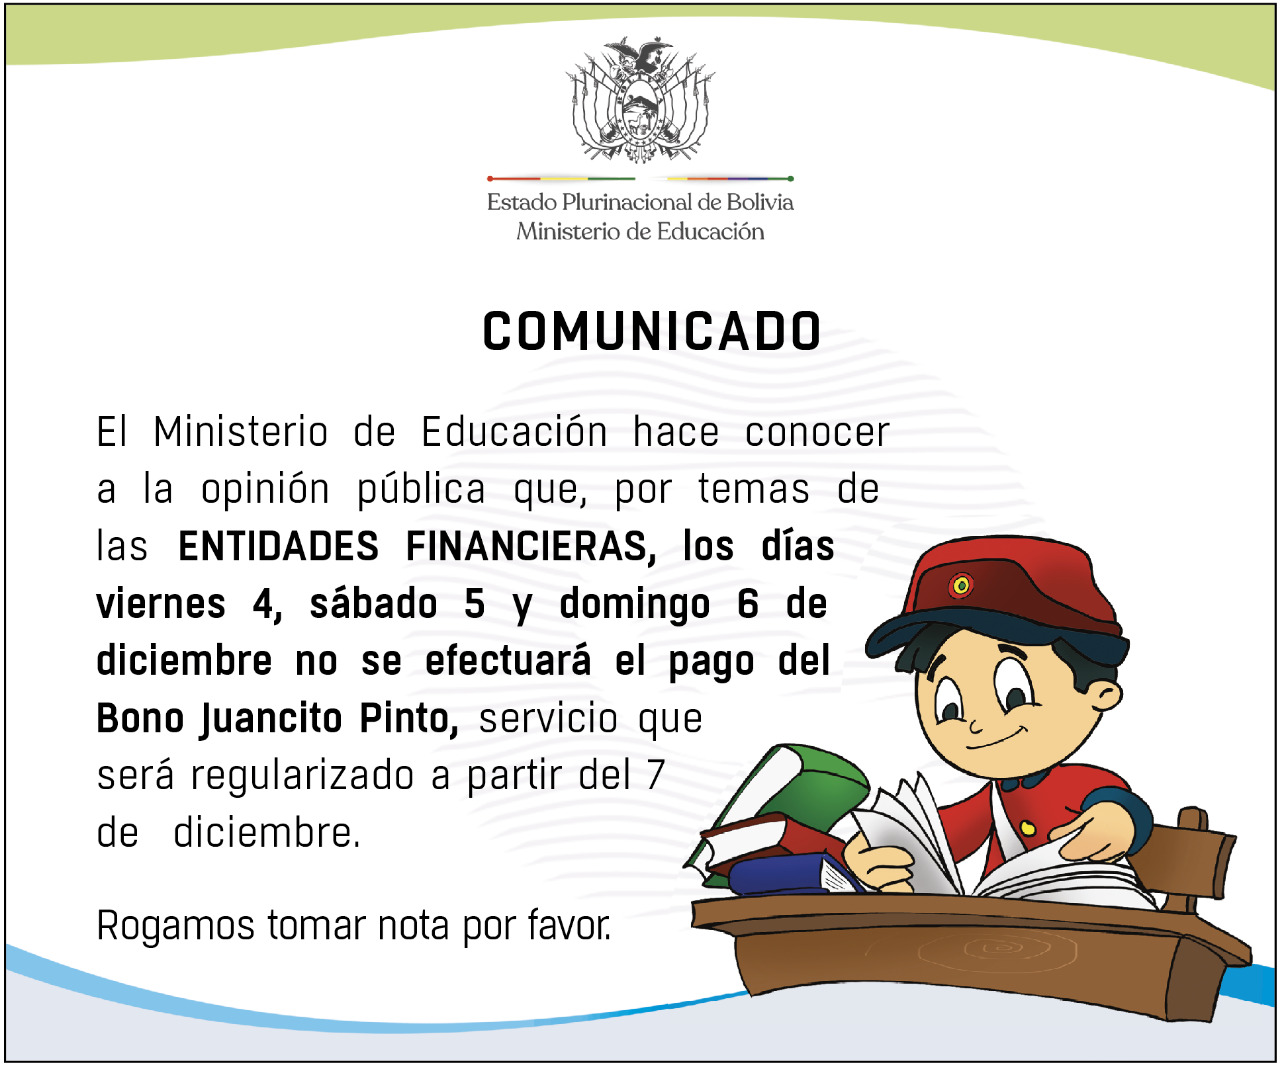 Estado Plurinacional de Bolivia
Ministerio de Educación
COMUNICADO
El Ministerio de Educación hace conocer
a la opinión pública que, por temas de
las ENTIDADES FINANCIERAS, los días
viernes 4, sábado 5 y domingo 6 de
diciembre no se efectuará el pago del
Bono Juancito Pinto, servicio que
será regularizado a partir del 7
de diciembre.
Rogamos tomar nota por favor.